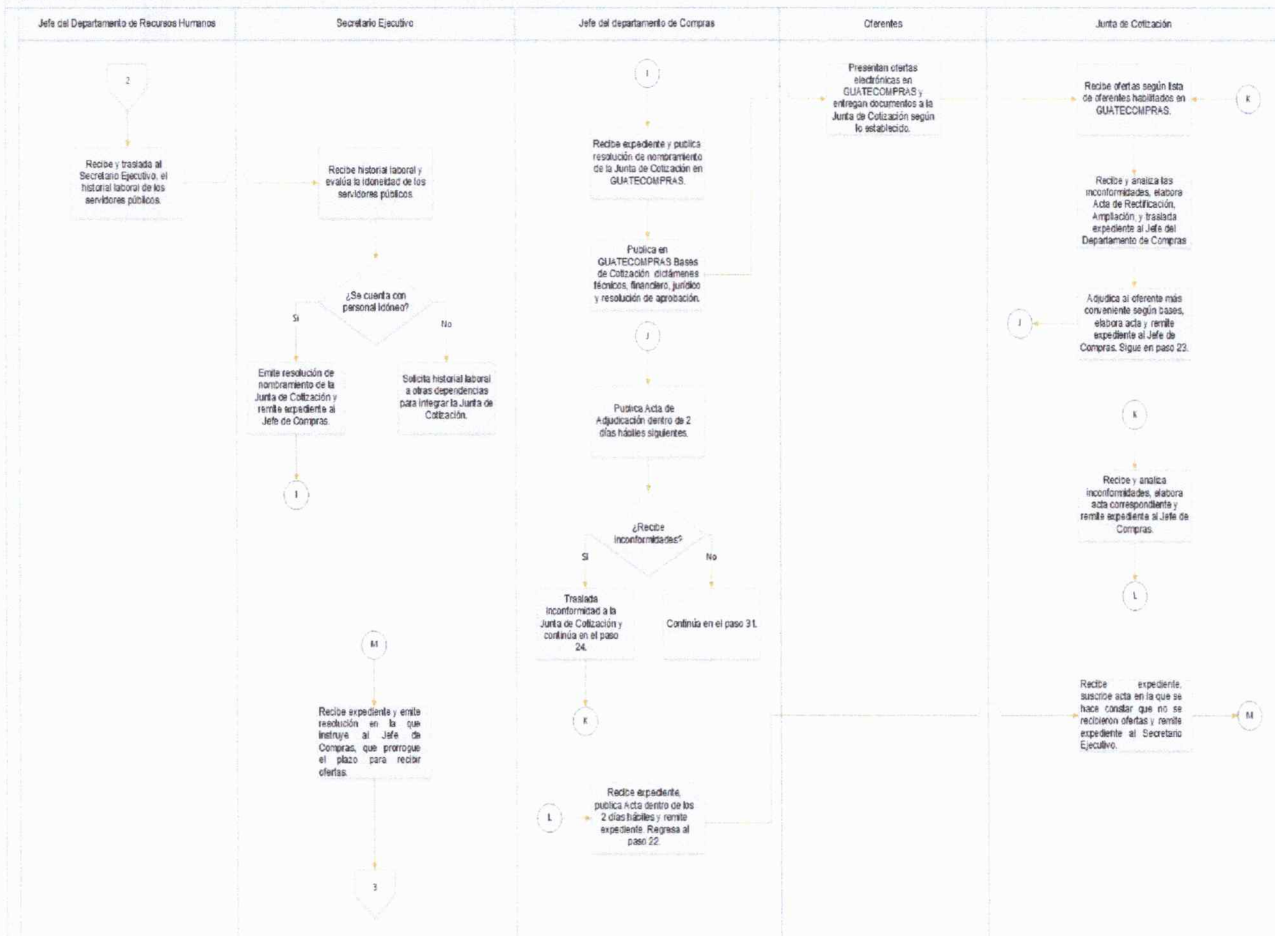 Jefe del Departamento de Recursos Humanos
Secretario Ejecutivo
Jefe del departamento de Compras
Oferentes
Junta de Cotización
2
Recibe y traslada al
Secretario Ejecutivo, el
historial laboral de los
servidores públicos.
Recibe historial laboral y
evalúa la idoneidad de los
servidores públicos.
¿Se cuenta con
personal idóneo?
Si
No
Emite resolución de
nombramiento de la
Junta de Cotización y
remite expediente al
Jefe de Compras.
Solicita historial laboral
a otras dependencias
para integrar la Junta de
Cotización.
I
M
Recibe expediente y emite
resolución en la que
instruye al Jefe de
Compras, que prorrogue
el plazo para recibir
ofertas.
3
I
Recibe expediente y publica
resolución de nombramiento
de la Junta de Cotización en
GUATECOMPRAS.
Publica en
GUATECOMPRAS Bases
de Cotización dictámenes
técnicos, financiero, jurídico
y resolución de aprobación.
J
Publica Acta de
Adjudicación dentro de 2
días hábiles siguientes.
¿Recibe
inconformidades?
Si
No
Traslada
inconformidad a la
Junta de Cotización y
continúa en el paso
24.
Continúa en el paso 31.
K
L
Recibe expediente,
publica Acta dentro de los
2 días hábiles y remite
expediente. Regresa al
paso 22.
Presentan ofertas
electrónicas en
GUATECOMPRAS y
entregan documentos a la
Junta de Cotización según
lo establecido.
Recibe ofertas según lista
de oferentes habilitados en
GUATECOMPRAS.
K
Recibe y analiza las
inconformidades, elabora
Acta de Rectificación,
Ampliación, y traslada
expediente al Jefe del
Departamento de Compras
Adjudica al oferente más
conveniente según bases,
elabora acta y remite
expediente al Jefe de
Compras. Sigue en paso 23.
J
K
Recibe y analiza
inconformidades, elabora
acta correspondiente y
remite expediente al Jefe de
Compras.
L
Recibe expediente,
suscribe acta en la que se
hace constar que no se
recibieron ofertas y remite
expediente al Secretario
Ejecutivo.
M